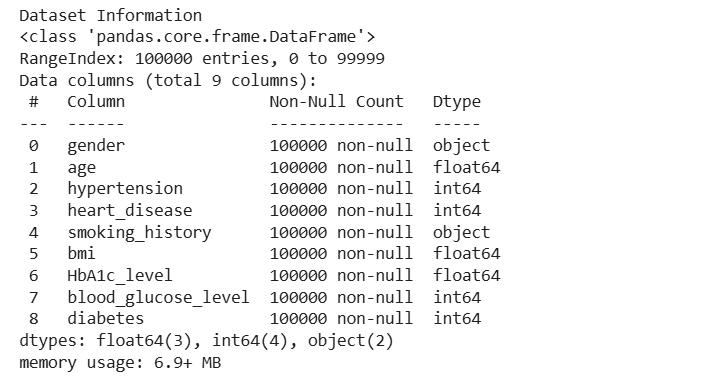 Dataset Information
<class 'pandas.core.frame.DataFrame'>
RangeIndex: 100000 entries, 0 to 99999
Data columns (total 9 columns):
 #   Column               Non-Null Count   Dtype
---  ------               --------------   -----
 0   gender               100000 non-null  object
 1   age                  100000 non-null  float64
 2   hypertension         100000 non-null  int64
 3   heart_disease        100000 non-null  int64
 4   smoking_history      100000 non-null  object
 5   bmi                  100000 non-null  float64
 6   HbA1c_level          100000 non-null  float64
 7   blood_glucose_level  100000 non-null  int64
 8   diabetes             100000 non-null  int64
dtypes: float64(3), int64(4), object(2)
memory usage: 6.9+ MB